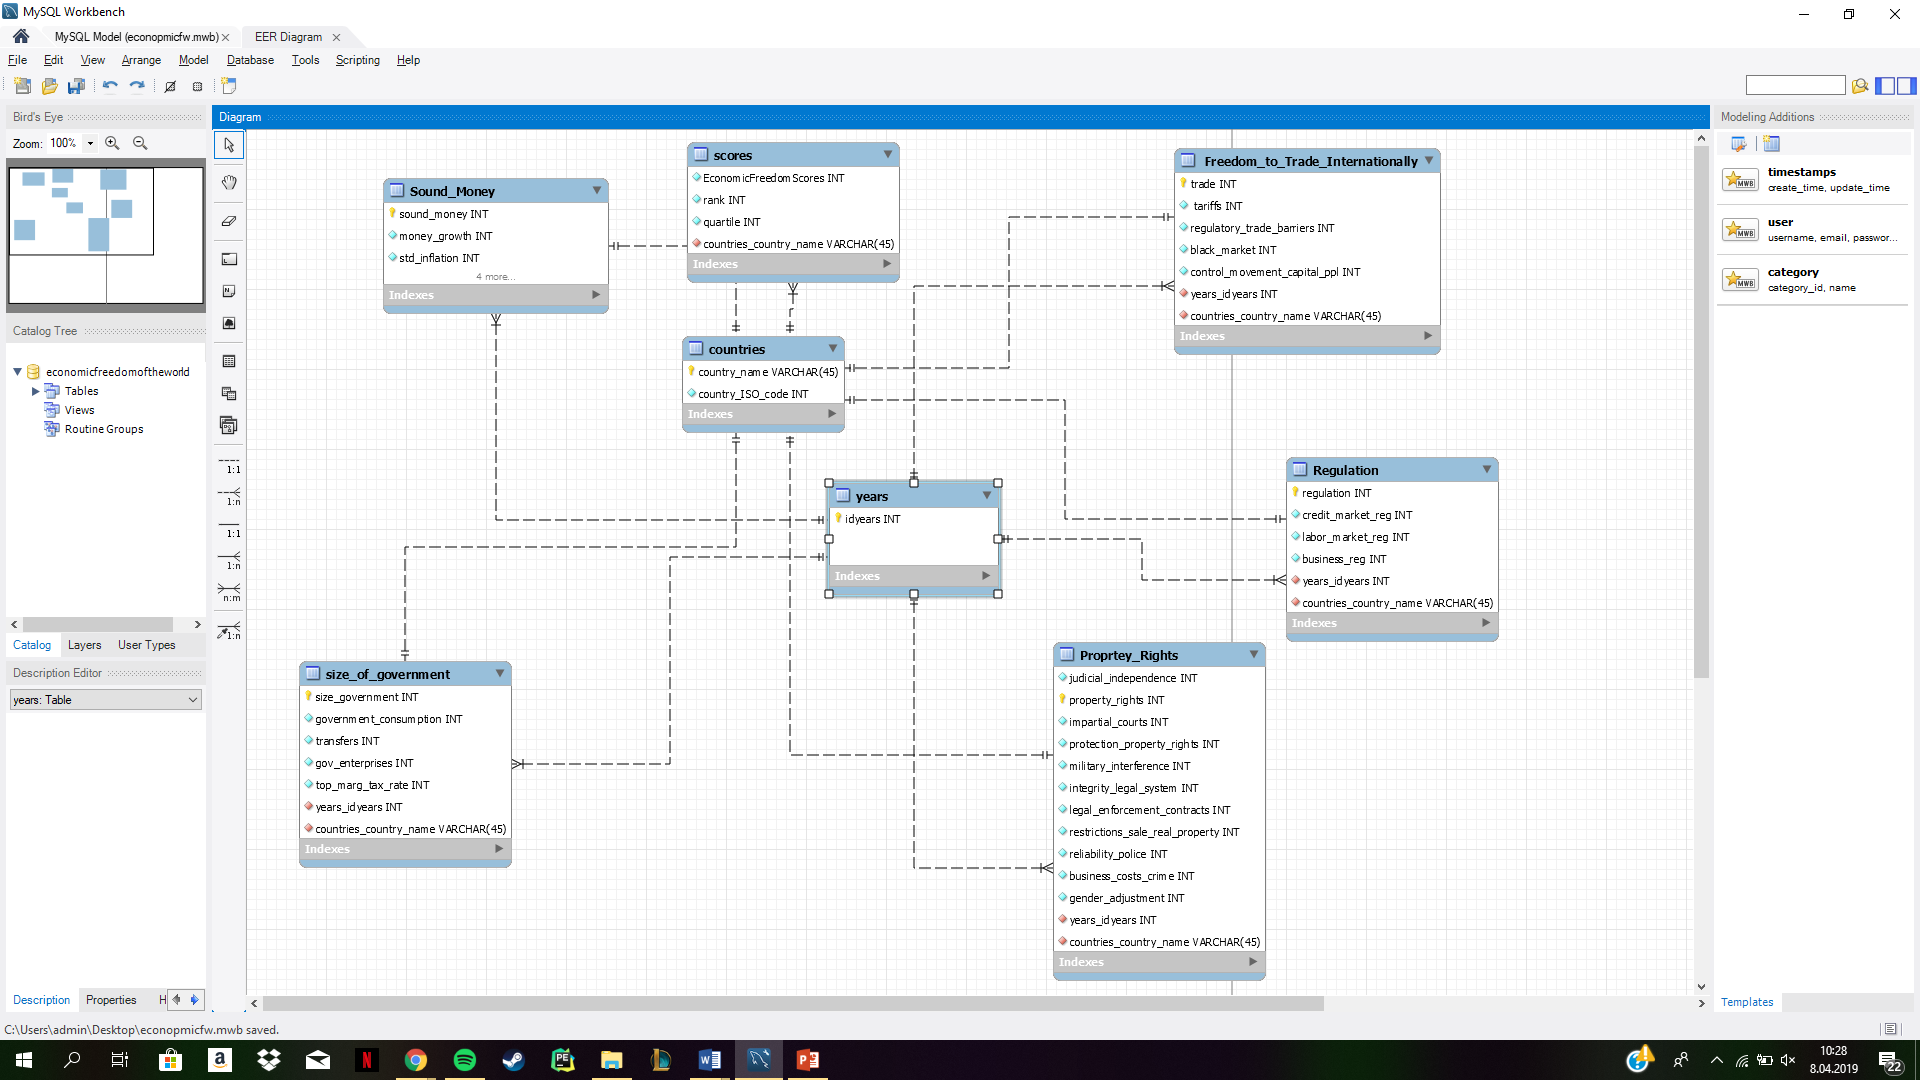 MySQL Workbench
MySQL Model (econopmicfw.mwb)
EER Diagram
File Edit View Arrange Model Database Tools Scripting Help
Bird's Eye
Zoom: 100%
Catalog Tree
economicfreedomoftheworld
Tables
Views
Routine Groups
Catalog Layers User Types
Description Editor
years: Table
Description Properties H
Diagram
1:1
1:n
1:1
1:n
n:m
1:n
Sound_Money
sound_money INT
money_growth INT
std_inflation INT
4 more...
Indexes
scores
EconomicFreedomScores INT
rank INT
quartile INT
countries_country_name VARCHAR(45)
Indexes
Freedom_to_Trade_Internationally
trade INT
tariffs INT
regulatory_trade_barriers INT
black_market INT
control_movement_capital_ppl INT
years_idyears INT
countries_country_name VARCHAR(45)
Indexes
countries
country_name VARCHAR(45)
country_ISO_code INT
Indexes
years
idyears INT
Indexes
Regulation
regulation INT
credit_market_reg INT
labor_market_reg INT
business_reg INT
years_idyears INT
countries_country_name VARCHAR(45)
Indexes
size_of_government
size_government INT
government_consumption INT
transfers INT
gov_enterprises INT
top_marg_tax_rate INT
years_idyears INT
countries_country_name VARCHAR(45)
Indexes
Proprtey_Rights
judicial_independence INT
property_rights INT
impartial_courts INT
protection_property_rights INT
military_interference INT
integrity_legal_system INT
legal_enforcement_contracts INT
restrictions_sale_real_property INT
reliability_police INT
business_costs_crime INT
gender_adjustment INT
years_idyears INT
countries_country_name VARCHAR(45)
Indexes
Modeling Additions
MWB
timestamps
create_time, update_time
MWB
user
username, email, passwor...
MWB
category
category_id, name
Templates
C:\Users\admin\Desktop\econopmicfw.mwb saved.
10:28
8.04.2019
22